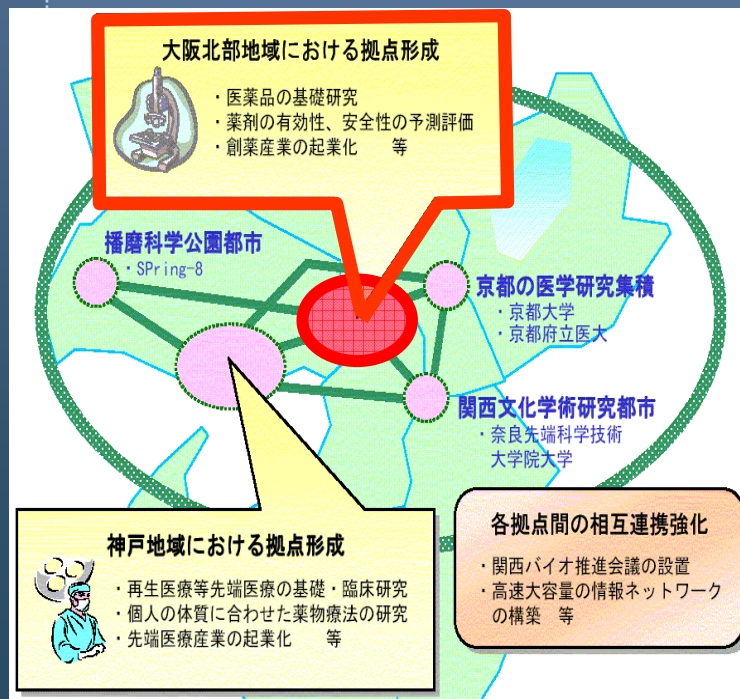 大阪北部地域における拠点形成
・医薬品の基礎研究
・薬剤の有効性、安全性の予測評価
・創薬産業の起業化　等
播磨科学公園都市
・SPring-8
京都の医学研究集積
・京都大学
・京都府立医大
関西文化学術研究都市
・奈良先端科学技術
大学院大学
神戸地域における拠点形成
・再生医療等先端医療の基礎・臨床研究
・個人の体質に合わせた薬物療法の研究
・先端医療産業の起業化　等
各拠点間の相互連携強化
・関西バイオ推進会議の設置
・高速大容量の情報ネットワーク
の構築　等